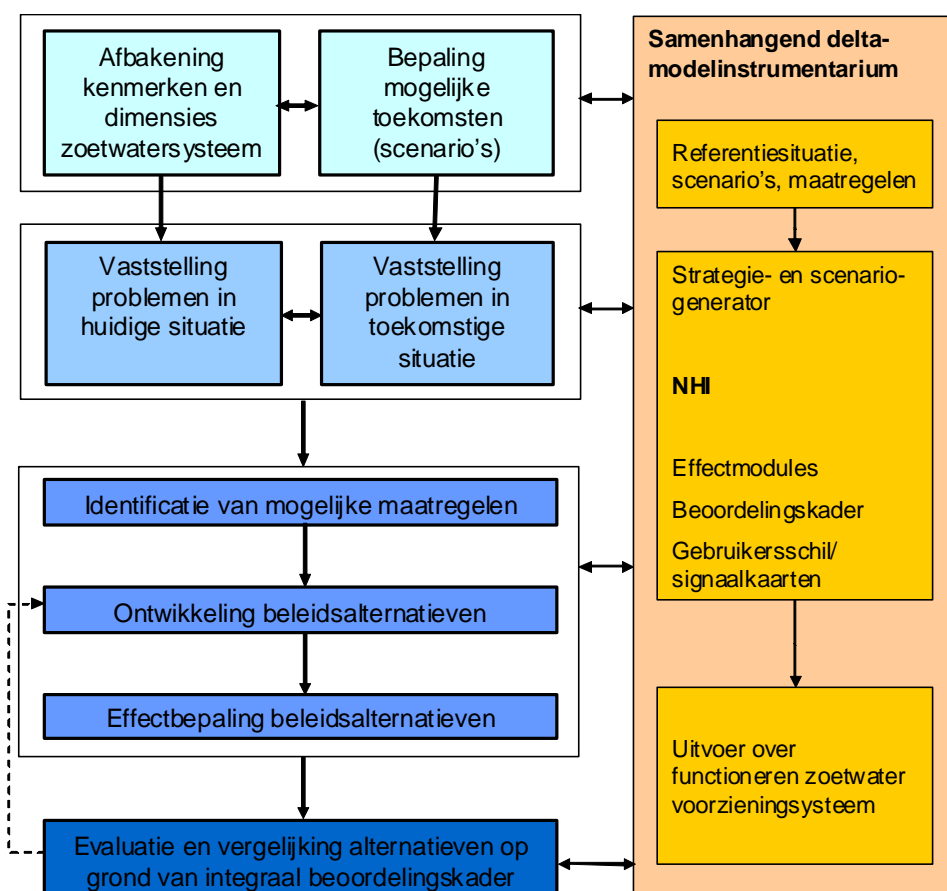 Afbakening
kenmerken en
dimensies
zoetwatersysteem
Bepaling
mogelijke
toekomsten
(scenario's)
Vaststelling
problemen in
huidige situatie
Vaststelling
problemen in
toekomstige
situatie
Identificatie van mogelijke maatregelen
Ontwikkeling beleidsalternatieven
Effectbepaling beleidsalternatieven
Evaluatie en vergelijking alternatieven op
grond van integraal beoordelingskader
Samenhangend delta-
modelinstrumentarium
Referentiesituatie,
scenario's, maatregelen
Strategie- en scenario-
generator
NHI
Effectmodules
Beoordelingskader
Gebruikersschil/
signaalkaarten
Uitvoer over
functioneren zoetwater
voorzieningsysteem